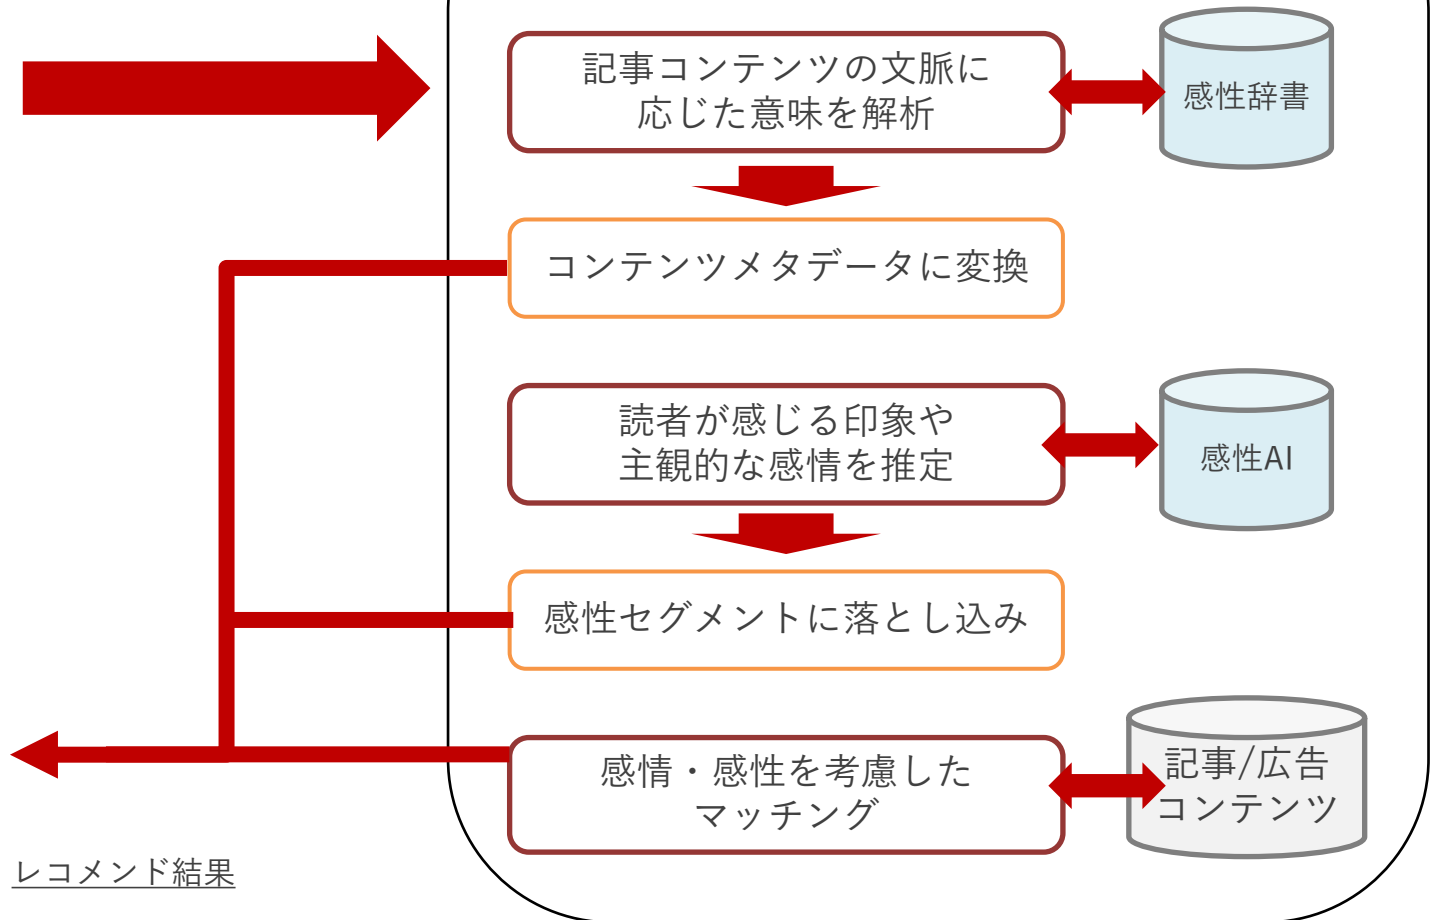 記事コンテンツの文脈に
応じた意味を解析
感性辞書
コンテンツメタデータに変換
読者が感じる印象や
主観的な感情を推定
感性AI
感性セグメントに落とし込み
感情・感性を考慮した
マッチング
記事/広告
コンテンツ
レコメンド結果